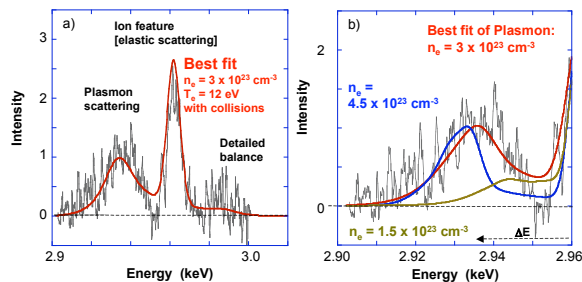 a)
Ion feature
[elastic scattering]
Best fit
nₑ = 3 x 10²³ cm⁻³
Tₑ = 12 eV
with collisions
Plasmon
scattering
Detailed
balance
Intensity
3
2
1
0
2.9
3.0
Energy (keV)
b)
Best fit of Plasmon:
nₑ = 3 x 10²³ cm⁻³
nₑ =
4.5 x 10²³ cm⁻³
nₑ = 1.5 x 10²³ cm⁻³
ΔE
Intensity
2
0
2.90
2.92
2.94
2.96
Energy (keV)